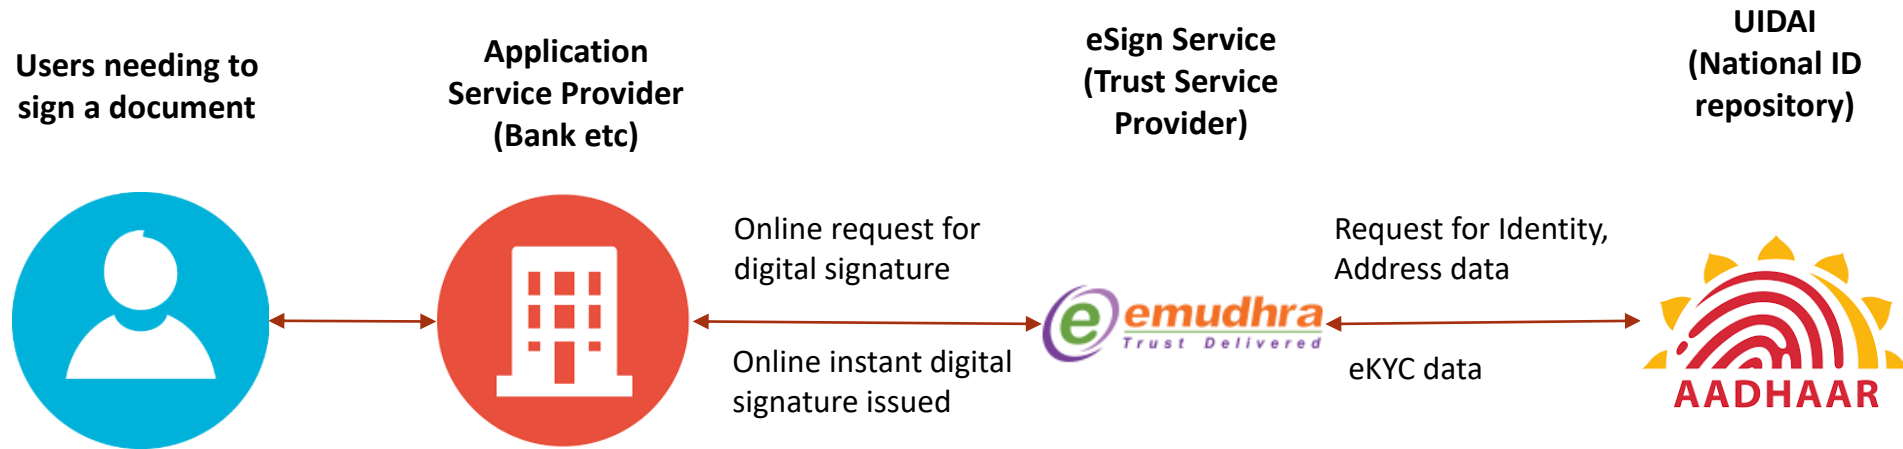 Users needing to
sign a document
Application
Service Provider
(Bank etc)
eSign Service
(Trust Service
Provider)
UIDAI
(National ID
repository)
Online request for
digital signature
Online instant digital
signature issued
e emudhra
Trust Delivered
Request for Identity,
Address data
eKYC data
AADHAAR